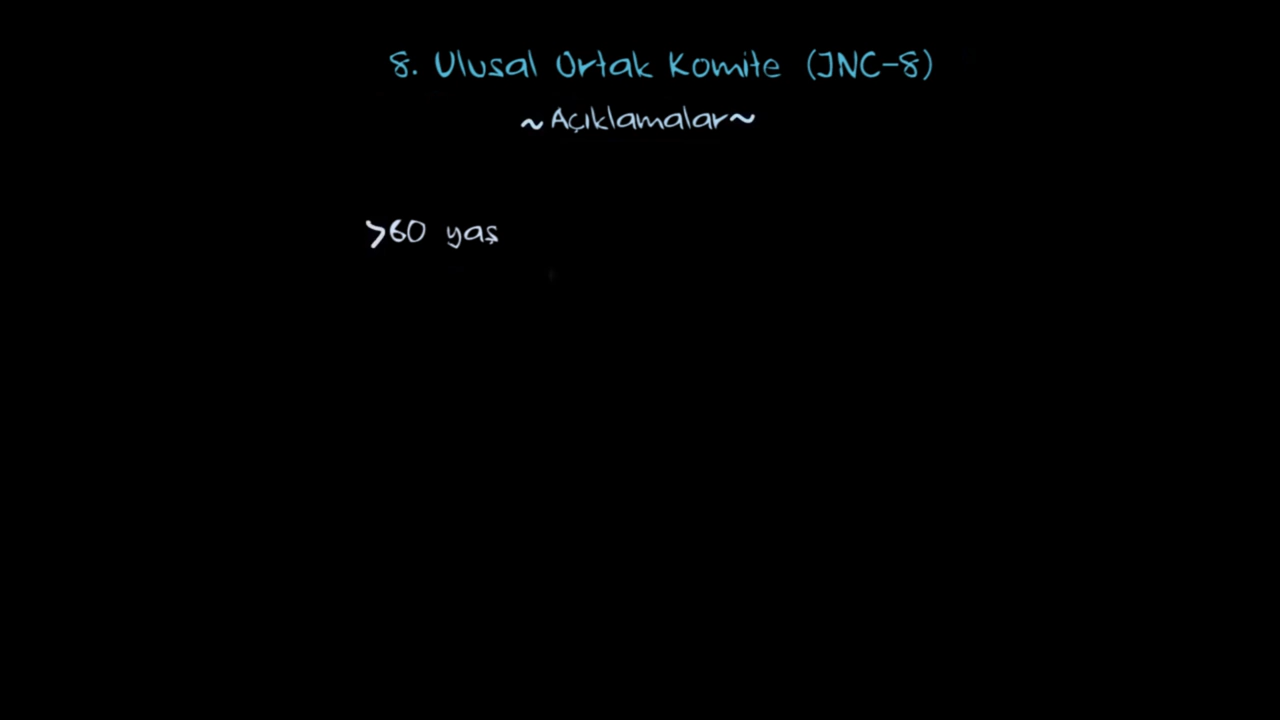 8. Ulusal Ortak Komite (JNC-8)
~Açıklamalar~
>60 yaş